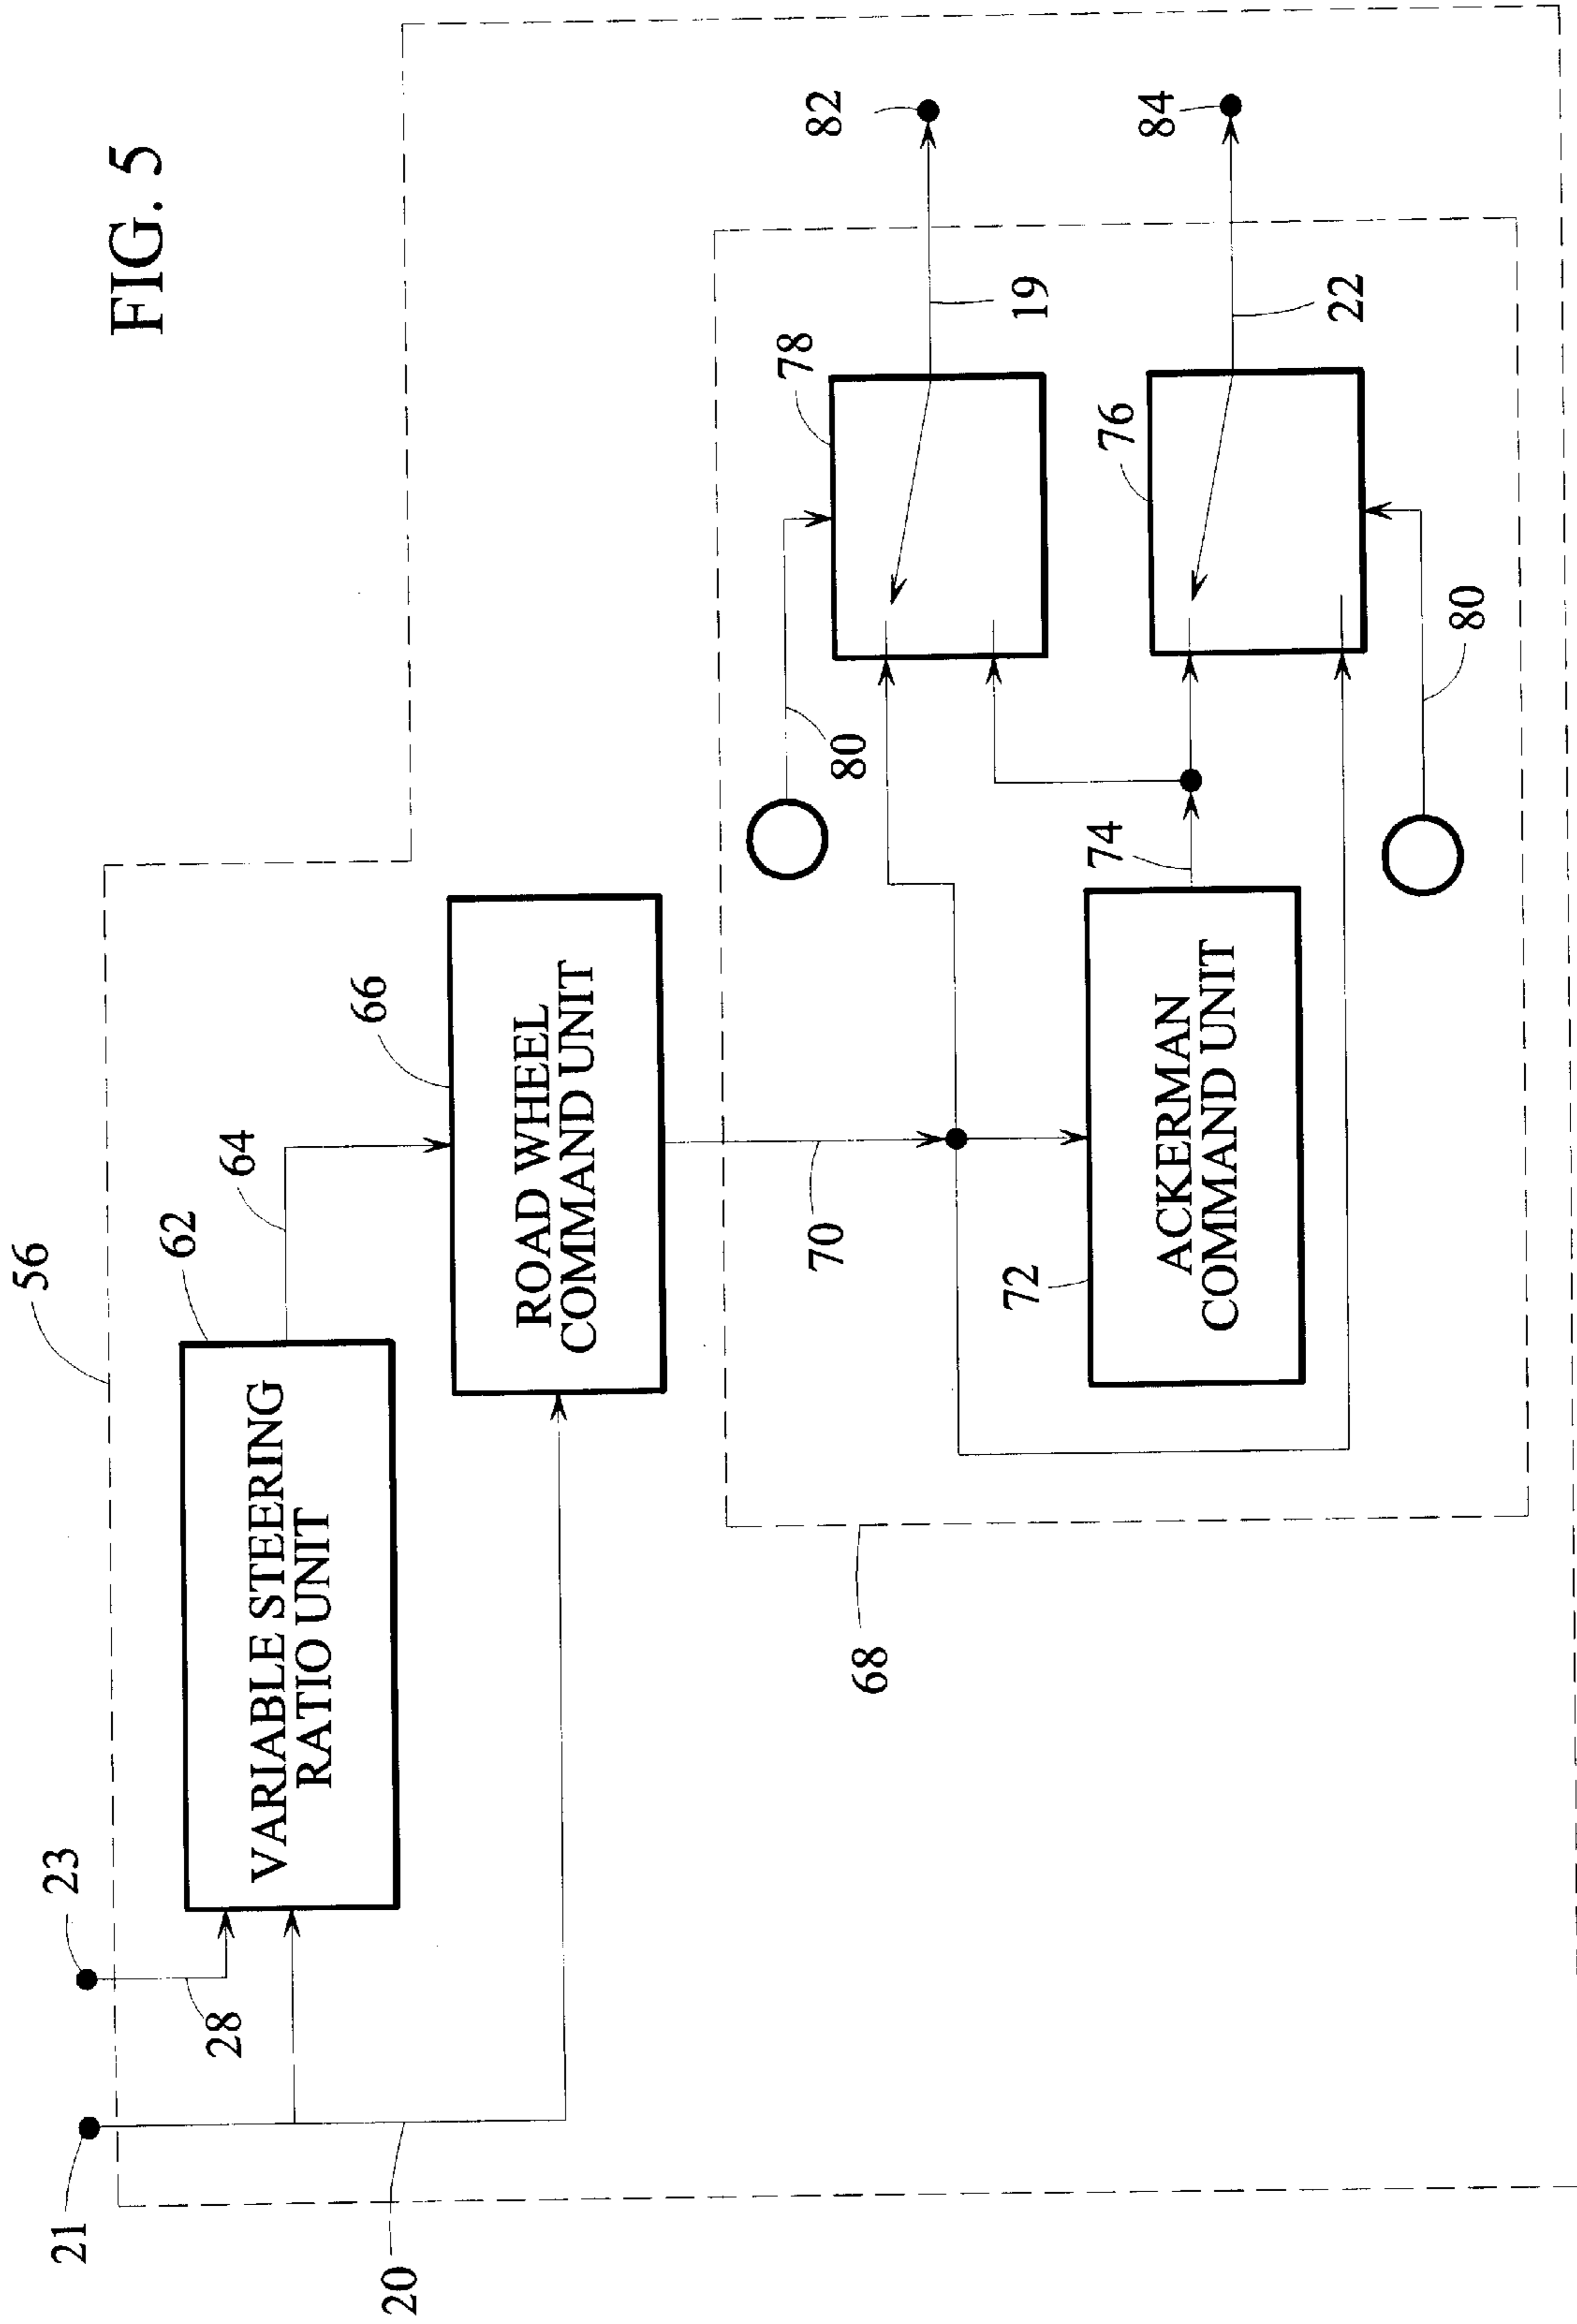 FIG. 5
56
23
21
62
64
66
28
20
VARIABLE STEERING
RATIO UNIT
ROAD WHEEL
COMMAND UNIT
68
70
72
ACKERMAN
COMMAND UNIT
74
80
78
76
80
19
22
82
84